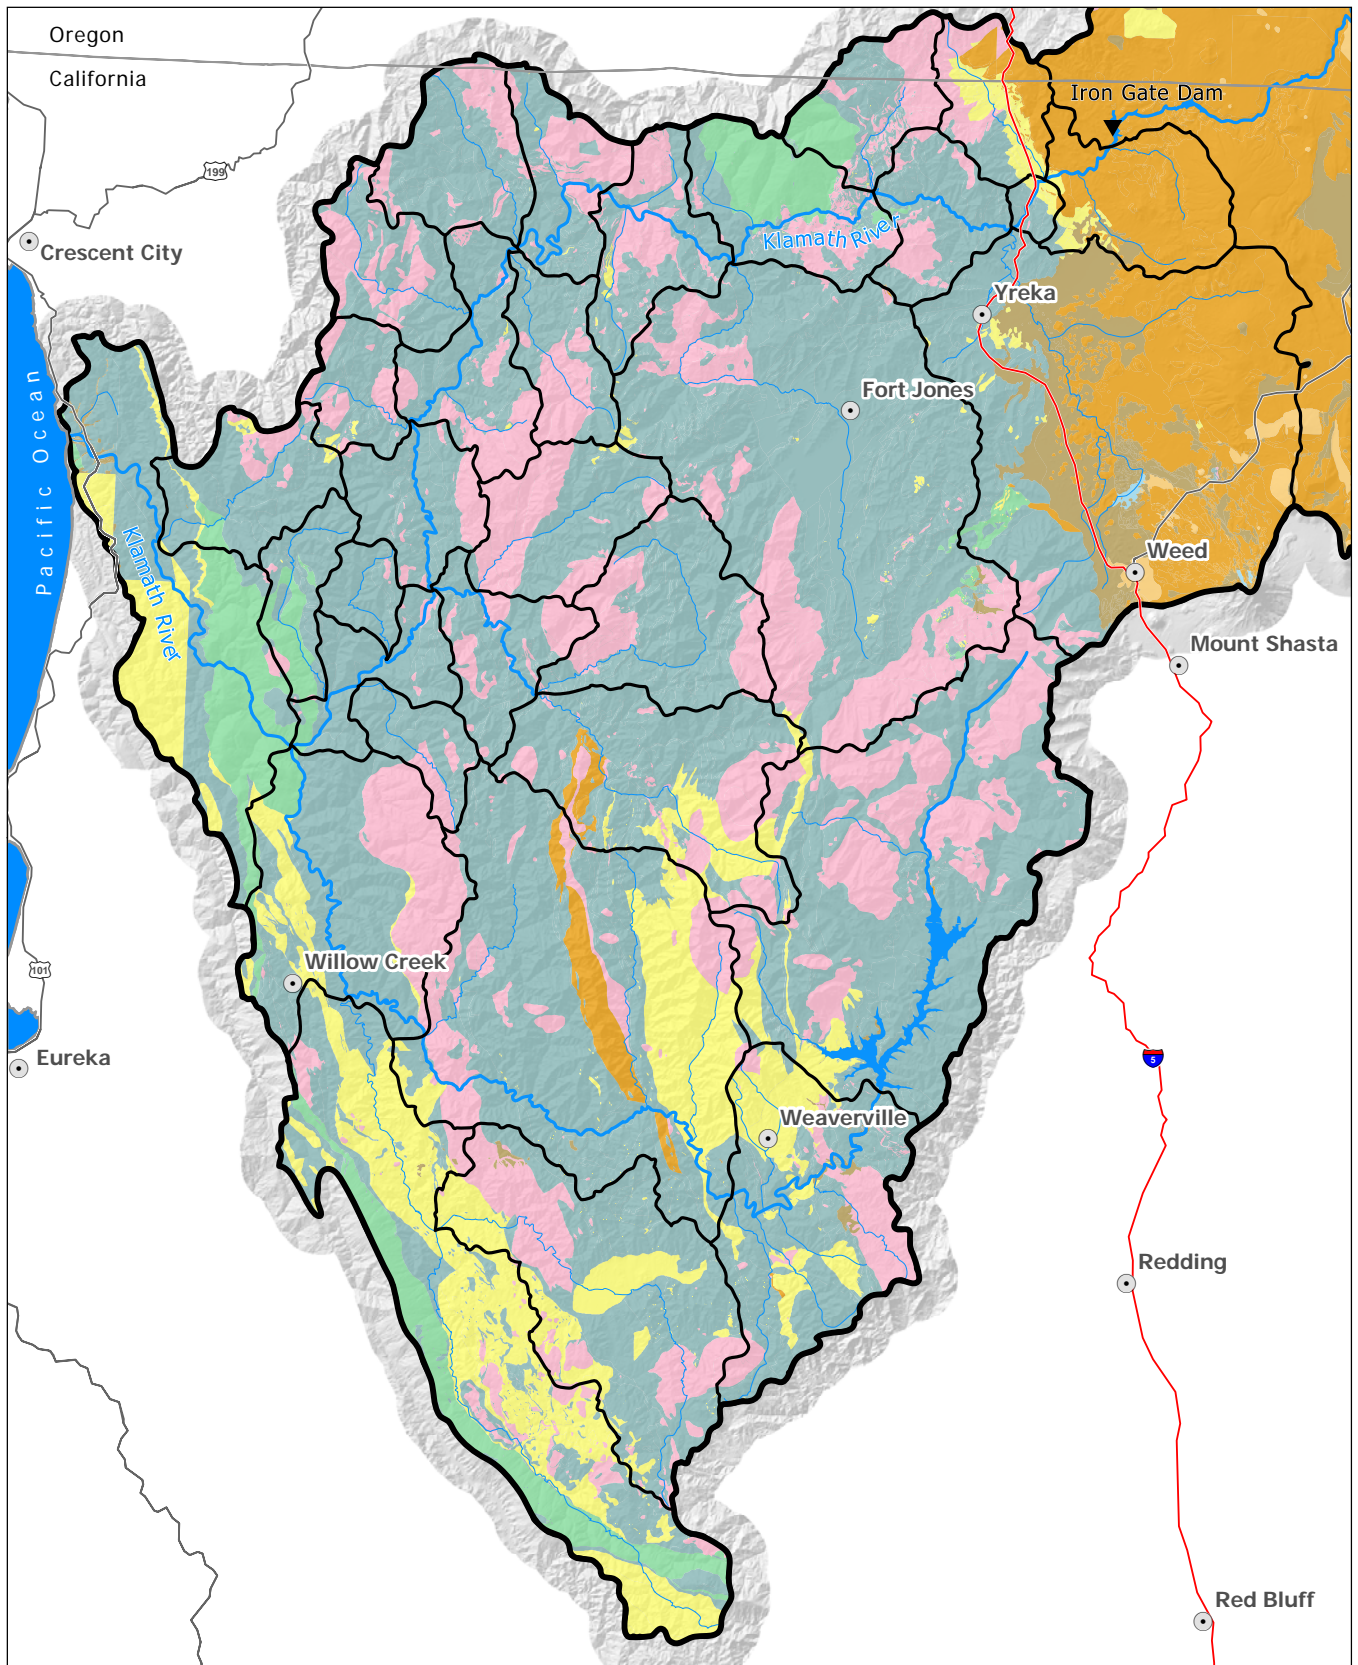 Oregon
California
Iron Gate Dam
199
Crescent City
Klamath River
Yreka
Pacific Ocean
Fort Jones
Klamath River
Weed
Mount Shasta
Willow Creek
101
Eureka
5
Weaverville
Redding
Red Bluff